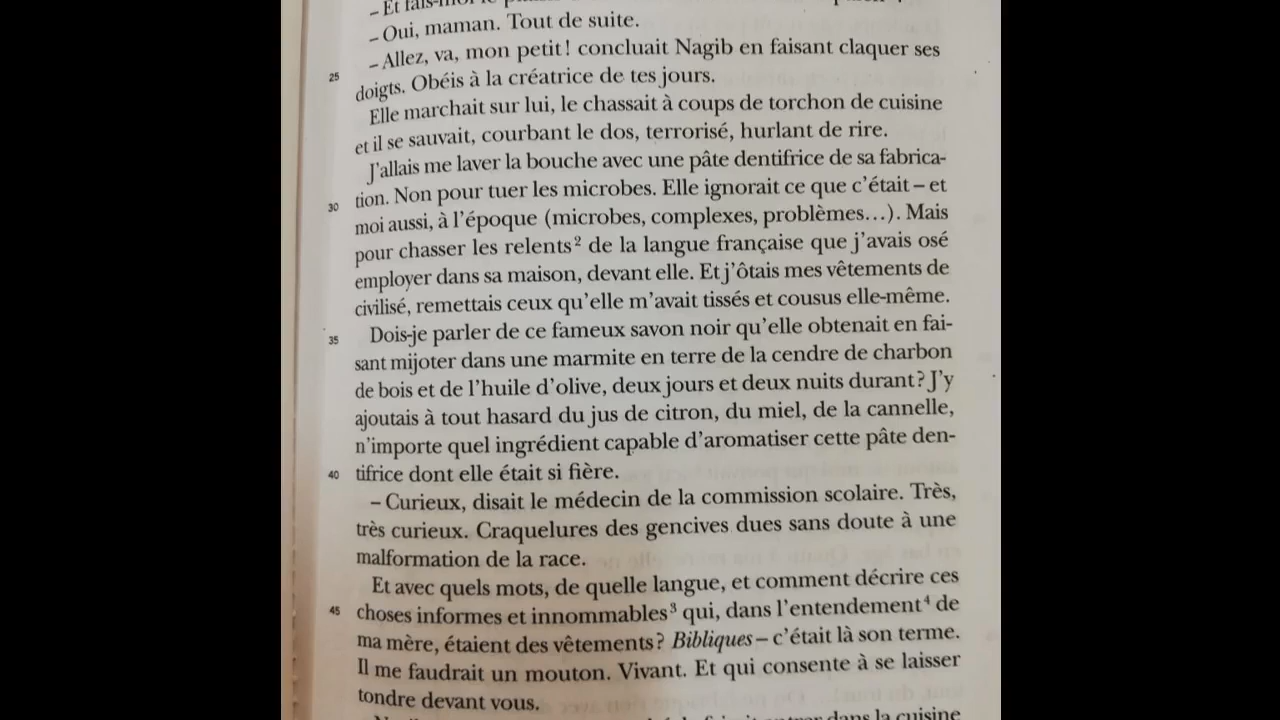 – Et fais-moi le
– Oui, maman. Tout de suite.
– Allez, va, mon petit ! concluait Nagib en faisant claquer ses
25 doigts. Obéis à la créatrice de tes jours.
Elle marchait sur lui, le chassait à coups de torchon de cuisine
et il se sauvait, courbant le dos, terrorisé, hurlant de rire.
J'allais me laver la bouche avec une pâte dentifrice de sa fabrica-
tion. Non pour tuer les microbes. Elle ignorait ce que c'était – et
30 moi aussi, à l'époque (microbes, complexes, problèmes…). Mais
pour chasser les relents² de la langue française que j'avais osé
employer dans sa maison, devant elle. Et j'ôtais mes vêtements de
civilisé, remettais ceux qu'elle m'avait tissés et cousus elle-même.
35 Dois-je parler de ce fameux savon noir qu'elle obtenait en fai-
sant mijoter dans une marmite en terre de la cendre de charbon
de bois et de l'huile d'olive, deux jours et deux nuits durant ? J'y
ajoutais à tout hasard du jus de citron, du miel, de la cannelle,
n'importe quel ingrédient capable d'aromatiser cette pâte den-
40 tifrice dont elle était si fière.
– Curieux, disait le médecin de la commission scolaire. Très,
très curieux. Craquelures des gencives dues sans doute à une
malformation de la race.
Et avec quels mots, de quelle langue, et comment décrire ces
45 choses informes et innommables³ qui, dans l'entendement⁴ de
ma mère, étaient des vêtements ? Bibliques – c'était là son terme.
Il me faudrait un mouton. Vivant. Et qui consente à se laisser
tondre devant vous.
entrer dans la cuisine